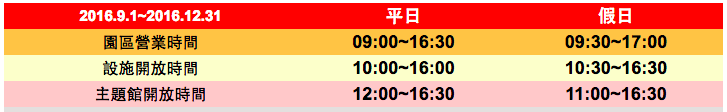 2016.9.1~2016.12.31 平日 假日
園區營業時間 09:00~16:30 09:30~17:00
設施開放時間 10:00~16:00 10:30~16:30
主題館開放時間 12:00~16:30 11:00~16:30